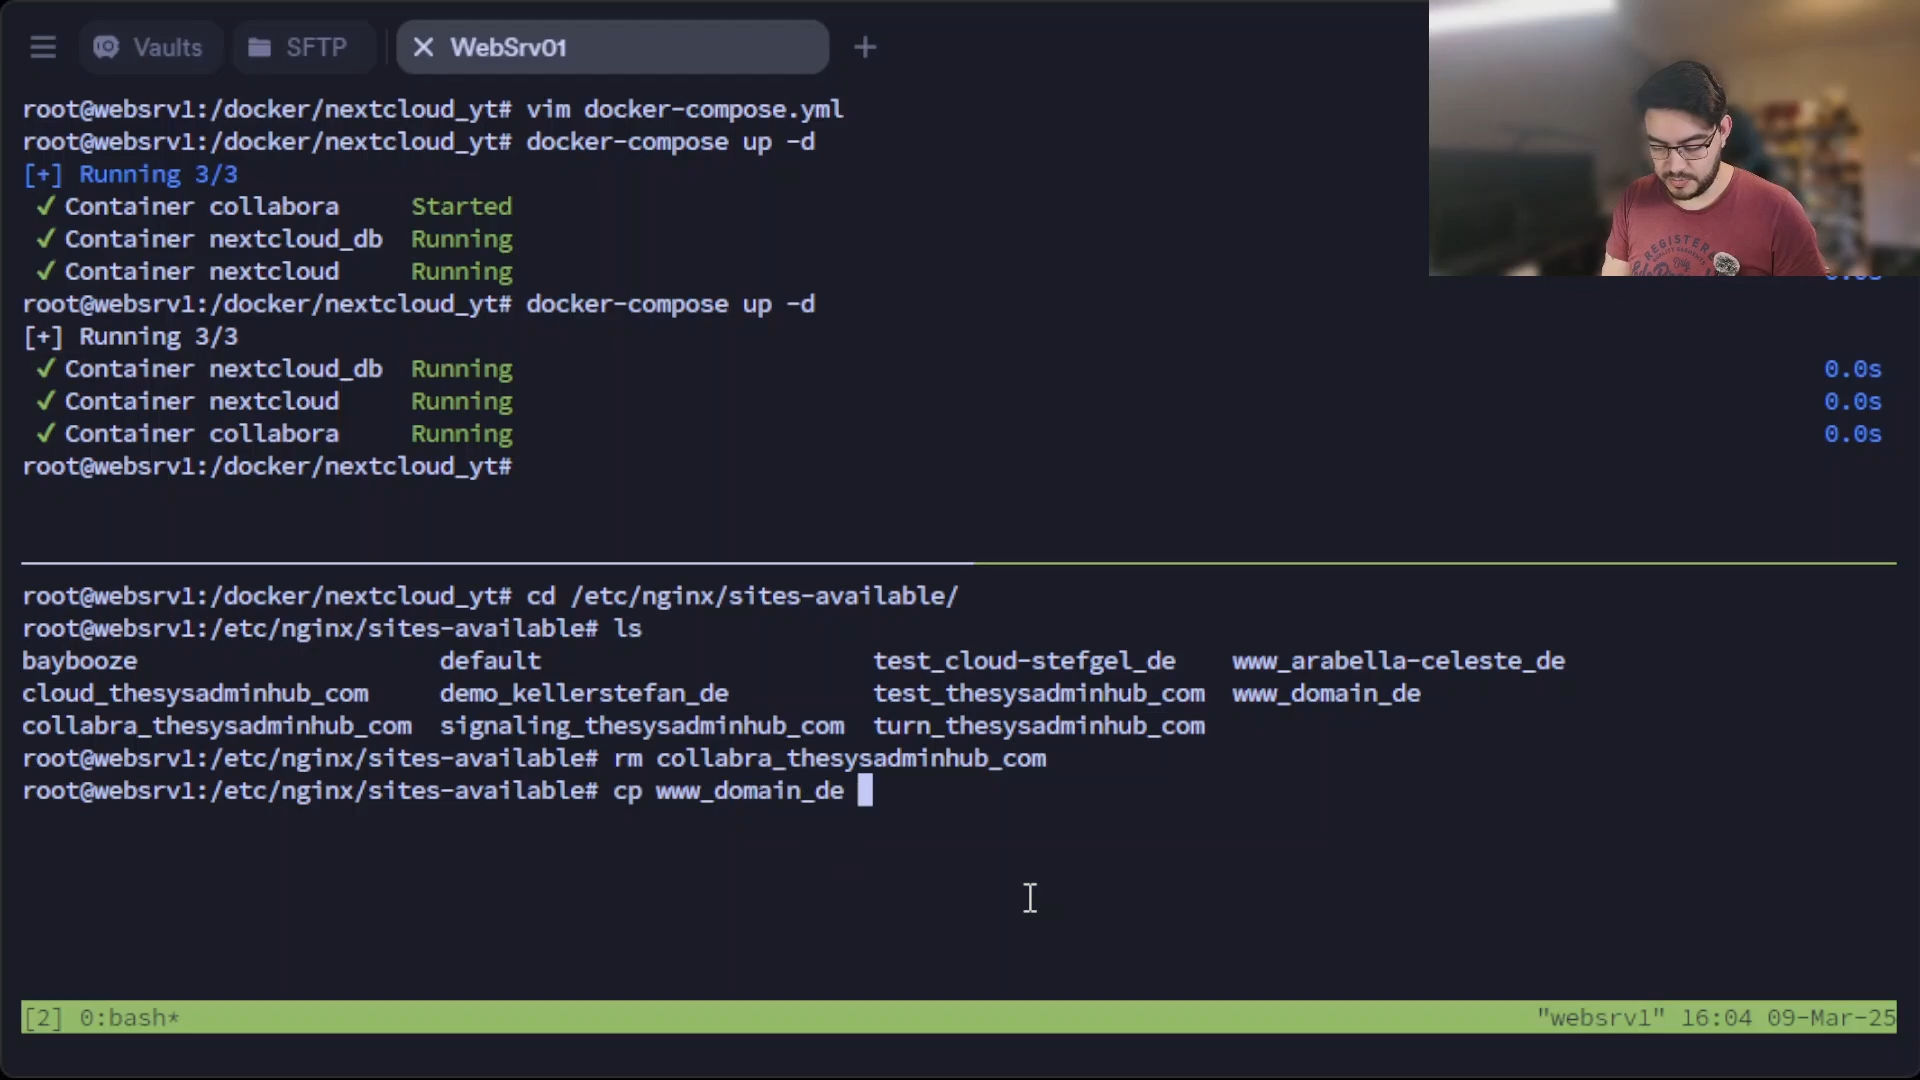 Vaults SFTP WebSrv01
root@websrv1:/docker/nextcloud_yt# vim docker-compose.yml
root@websrv1:/docker/nextcloud_yt# docker-compose up -d
[+] Running 3/3
✓ Container collabora Started
✓ Container nextcloud_db Running
✓ Container nextcloud Running
root@websrv1:/docker/nextcloud_yt# docker-compose up -d
[+] Running 3/3
✓ Container nextcloud_db Running 0.0s
✓ Container nextcloud Running 0.0s
✓ Container collabora Running 0.0s
root@websrv1:/docker/nextcloud_yt#
root@websrv1:/docker/nextcloud_yt# cd /etc/nginx/sites-available/
root@websrv1:/etc/nginx/sites-available# ls
baybooze default test_cloud-stefgel_de www_arabella-celeste_de
cloud_thesysadminhub_com demo_kellerstefan_de test_thesysadminhub_com www_domain_de
collabra_thesysadminhub_com signaling_thesysadminhub_com turn_thesysadminhub_com
root@websrv1:/etc/nginx/sites-available# rm collabra_thesysadminhub_com
root@websrv1:/etc/nginx/sites-available# cp www_domain_de
[2] 0:bash* "websrv1" 16:04 09-Mar-25
REGISTER